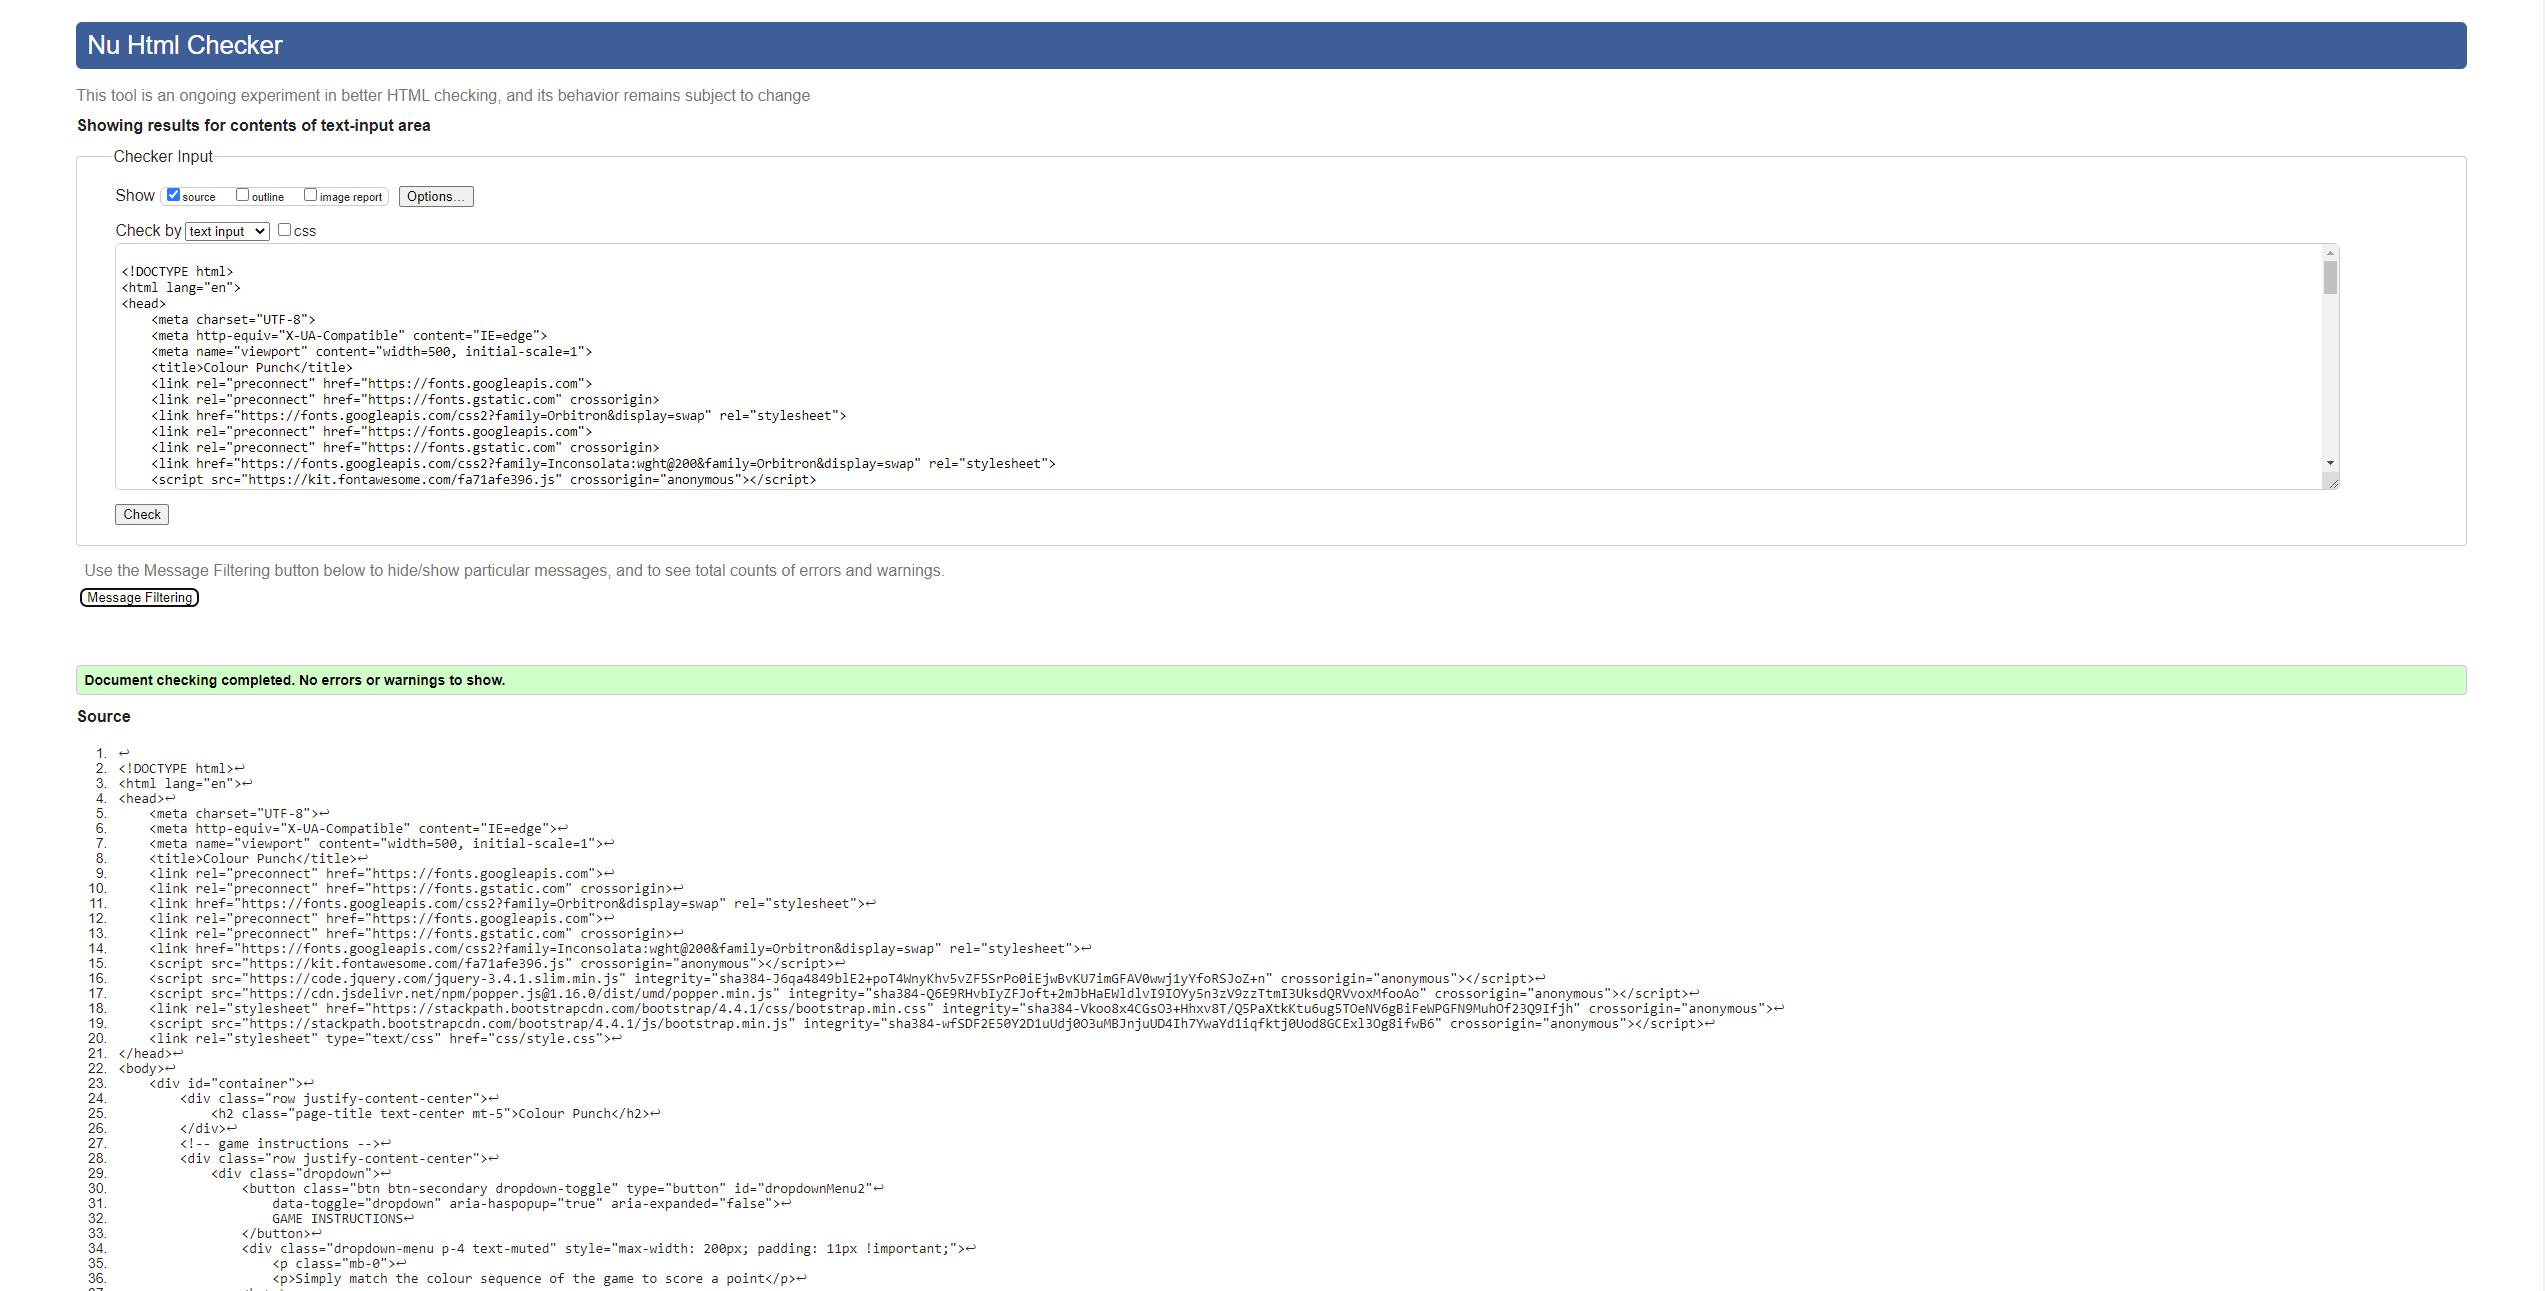 Nu Html Checker
This tool is an ongoing experiment in better HTML checking, and its behavior remains subject to change
Showing results for contents of text-input area
Checker Input
Show source outline image report Options...
Check by text input css
<!DOCTYPE html>
<html lang="en">
<head>
    <meta charset="UTF-8">
    <meta http-equiv="X-UA-Compatible" content="IE=edge">
    <meta name="viewport" content="width=500, initial-scale=1">
    <title>Colour Punch</title>
    <link rel="preconnect" href="https://fonts.googleapis.com">
    <link rel="preconnect" href="https://fonts.gstatic.com" crossorigin>
    <link href="https://fonts.googleapis.com/css2?family=Orbitron&display=swap" rel="stylesheet">
    <link rel="preconnect" href="https://fonts.googleapis.com">
    <link rel="preconnect" href="https://fonts.gstatic.com" crossorigin>
    <link href="https://fonts.googleapis.com/css2?family=Inconsolata:wght@200&family=Orbitron&display=swap" rel="stylesheet">
    <script src="https://kit.fontawesome.com/fa71afe396.js" crossorigin="anonymous"></script>
Check
Use the Message Filtering button below to hide/show particular messages, and to see total counts of errors and warnings.
Message Filtering
Document checking completed. No errors or warnings to show.
Source
1. ↩
2. <!DOCTYPE html>↩
3. <html lang="en">↩
4. <head>↩
5.     <meta charset="UTF-8">↩
6.     <meta http-equiv="X-UA-Compatible" content="IE=edge">↩
7.     <meta name="viewport" content="width=500, initial-scale=1">↩
8.     <title>Colour Punch</title>↩
9.     <link rel="preconnect" href="https://fonts.googleapis.com">↩
10.     <link rel="preconnect" href="https://fonts.gstatic.com" crossorigin>↩
11.     <link href="https://fonts.googleapis.com/css2?family=Orbitron&display=swap" rel="stylesheet">↩
12.     <link rel="preconnect" href="https://fonts.googleapis.com">↩
13.     <link rel="preconnect" href="https://fonts.gstatic.com" crossorigin>↩
14.     <link href="https://fonts.googleapis.com/css2?family=Inconsolata:wght@200&family=Orbitron&display=swap" rel="stylesheet">↩
15.     <script src="https://kit.fontawesome.com/fa71afe396.js" crossorigin="anonymous"></script>↩
16.     <script src="https://code.jquery.com/jquery-3.4.1.slim.min.js" integrity="sha384-J6qa4849blE2+poT4WnyKhv5vZF5SrPo0iEjwBvKU7imGFAV0wwj1yYfoRSJoZ+n" crossorigin="anonymous"></script>↩
17.     <script src="https://cdn.jsdelivr.net/npm/popper.js@1.16.0/dist/umd/popper.min.js" integrity="sha384-Q6E9RHvbIyZFJoft+2mJbHaEWldlvI9IOYy5n3zV9zzTtmI3UksdQRVvoxMfooAo" crossorigin="anonymous"></script>↩
18.     <link rel="stylesheet" href="https://stackpath.bootstrapcdn.com/bootstrap/4.4.1/css/bootstrap.min.css" integrity="sha384-Vkoo8x4CGsO3+Hhxv8T/Q5PaXtkKtu6ug5TOeNV6gBiFeWPGFN9MuhOf23Q9Ifjh" crossorigin="anonymous">↩
19.     <script src="https://stackpath.bootstrapcdn.com/bootstrap/4.4.1/js/bootstrap.min.js" integrity="sha384-wfSDF2E50Y2D1uUdj0O3uMBJnjuUD4Ih7YwaYd1iqfktj0Uod8GCExl3Og8ifwB6" crossorigin="anonymous"></script>↩
20.     <link rel="stylesheet" type="text/css" href="css/style.css">↩
21. </head>↩
22. <body>↩
23.     <div id="container">↩
24.         <div class="row justify-content-center">↩
25.             <h2 class="page-title text-center mt-5">Colour Punch</h2>↩
26.         </div>↩
27.         <!-- game instructions -->↩
28.         <div class="row justify-content-center">↩
29.             <div class="dropdown">↩
30.                 <button class="btn btn-secondary dropdown-toggle" type="button" id="dropdownMenu2"↩
31.                     data-toggle="dropdown" aria-haspopup="true" aria-expanded="false">↩
32.                     GAME INSTRUCTIONS↩
33.                 </button>↩
34.                 <div class="dropdown-menu p-4 text-muted" style="max-width: 200px; padding: 11px !important;">↩
35.                     <p class="mb-0">↩
36.                     <p>Simply match the colour sequence of the game to score a point</p>↩